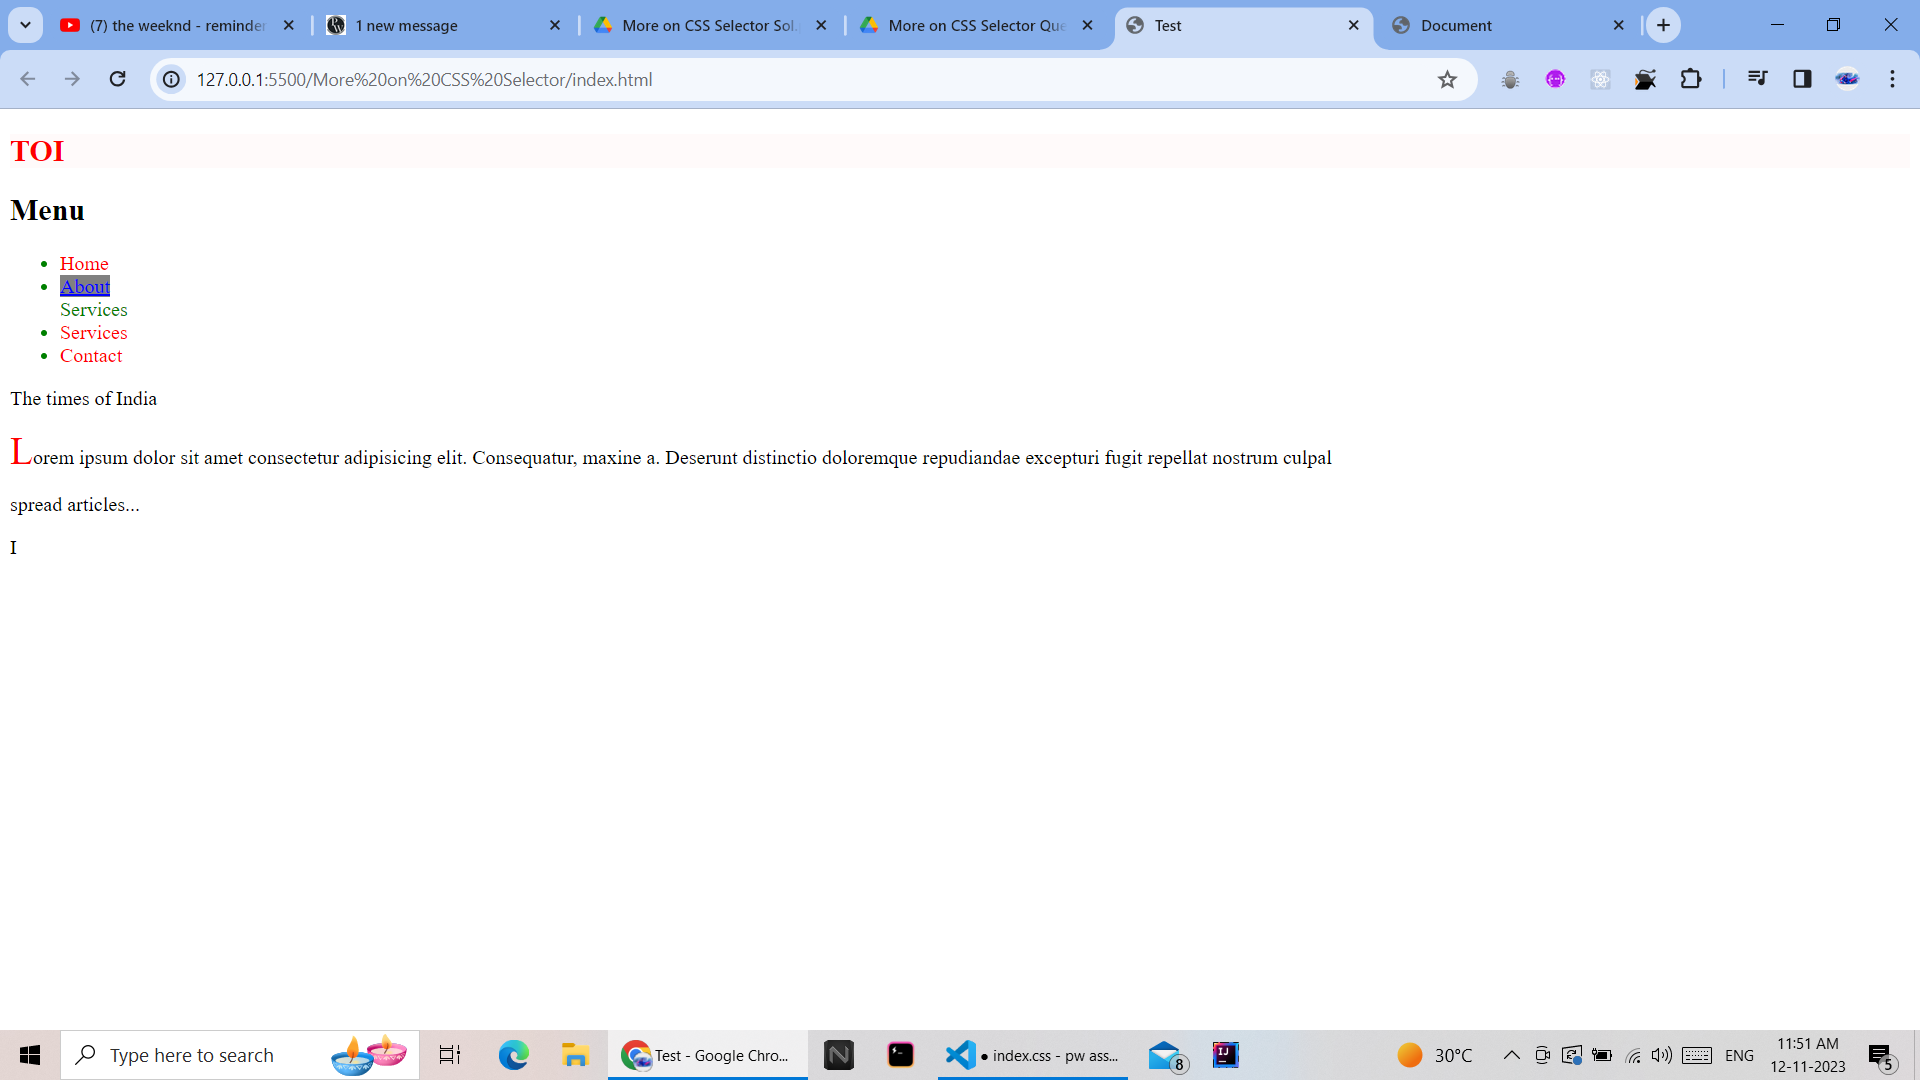 (7) the weeknd - reminder
1 new message
More on CSS Selector Sol
More on CSS Selector Que
Test
Document
127.0.0.1:5500/More%20on%20CSS%20Selector/index.html
TOI
Menu
Home
About
Services
Services
Contact
The times of India
Lorem ipsum dolor sit amet consectetur adipisicing elit. Consequatur, maxine a. Deserunt distinctio doloremque repudiandae excepturi fugit repellat nostrum culpal
spread articles...
I
Type here to search
Test - Google Chro...
● index.css - pw ass...
8
30°C
ENG
11:51 AM
12-11-2023
5